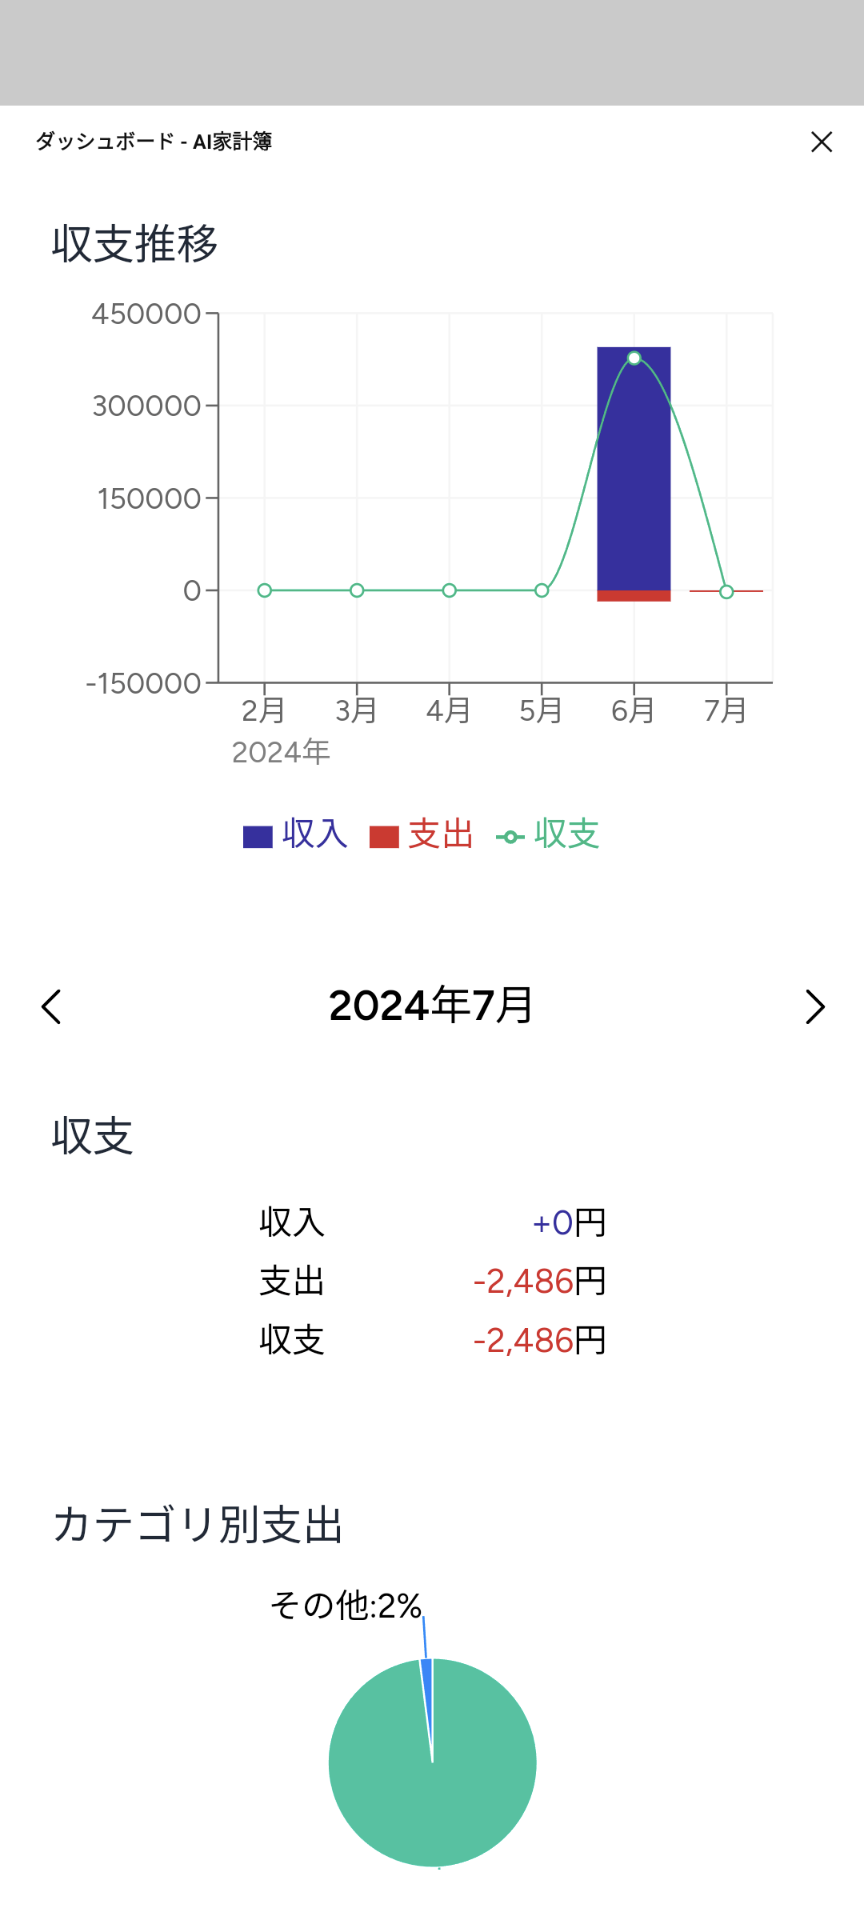 ダッシュボード - AI家計簿
収支推移
450000
300000
150000
0
-150000
2月 3月 4月 5月 6月 7月
2024年
収入 支出 収支
2024年7月
収支
収入 +0円
支出 -2,486円
収支 -2,486円
カテゴリ別支出
その他:2%